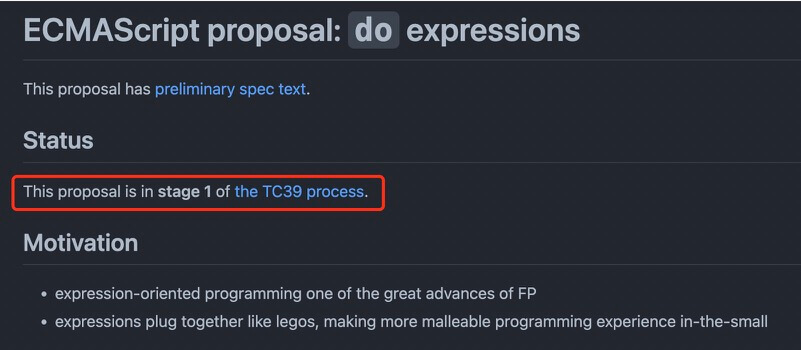 ECMAScript proposal: do expressions
This proposal has preliminary spec text.
Status
This proposal is in stage 1 of the TC39 process.
Motivation
• expression-oriented programming one of the great advances of FP
• expressions plug together like legos, making more malleable programming experience in-the-small